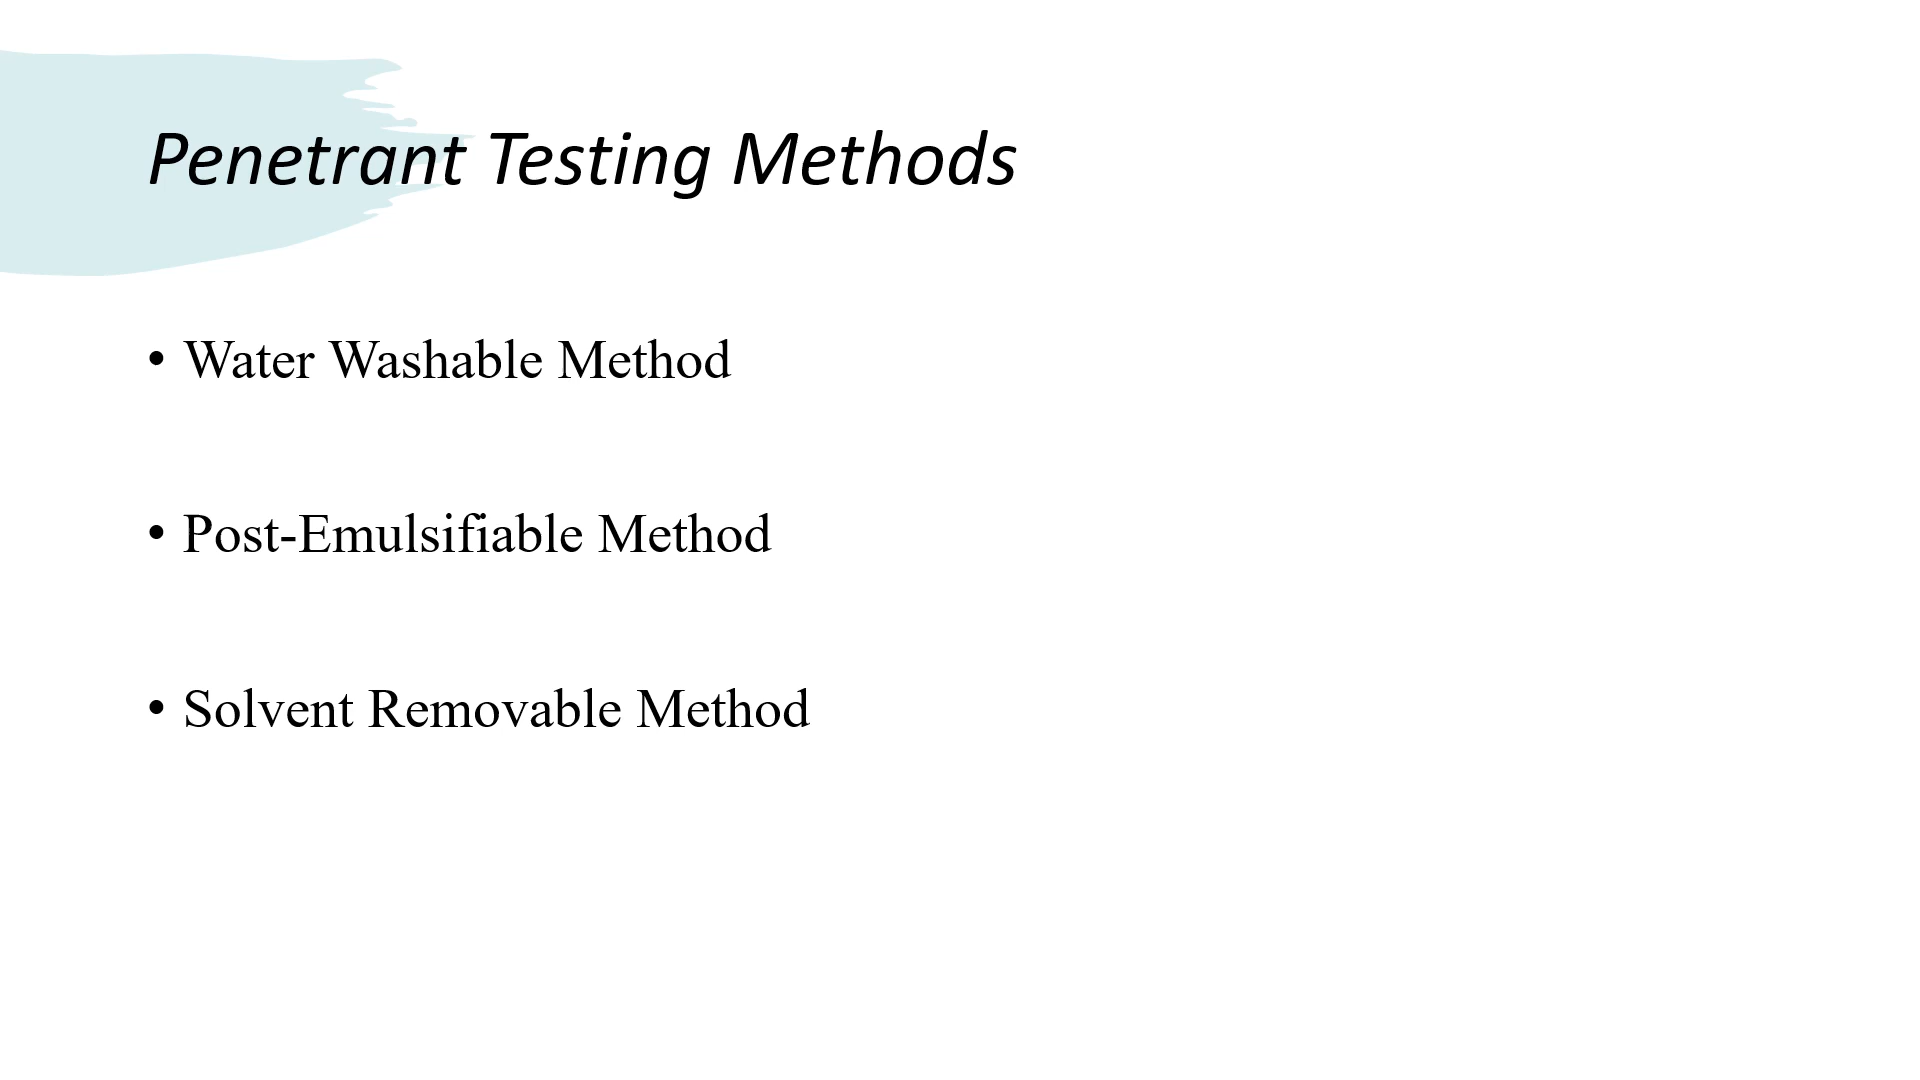 Penetrant Testing Methods
• Water Washable Method
• Post-Emulsifiable Method
• Solvent Removable Method